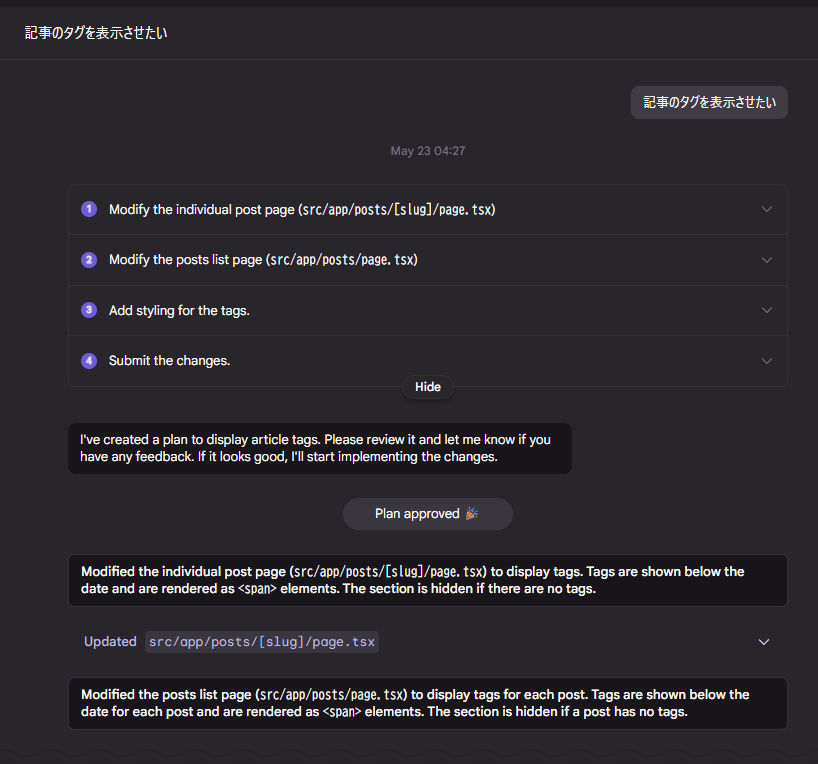 記事のタグを表示させたい
記事のタグを表示させたい
May 23 04:27
1 Modify the individual post page (src/app/posts/[slug]/page.tsx)
2 Modify the posts list page (src/app/posts/page.tsx)
3 Add styling for the tags.
4 Submit the changes.
Hide
I've created a plan to display article tags. Please review it and let me know if you
have any feedback. If it looks good, I'll start implementing the changes.
Plan approved 🎉
Modified the individual post page (src/app/posts/[slug]/page.tsx) to display tags. Tags are shown below the
date and are rendered as <span> elements. The section is hidden if there are no tags.
Updated src/app/posts/[slug]/page.tsx
Modified the posts list page (src/app/posts/page.tsx) to display tags for each post. Tags are shown below the
date for each post and are rendered as <span> elements. The section is hidden if a post has no tags.